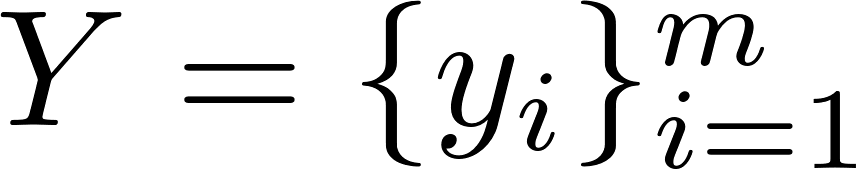 Y = \{y_i\}_{i=1}^{m}